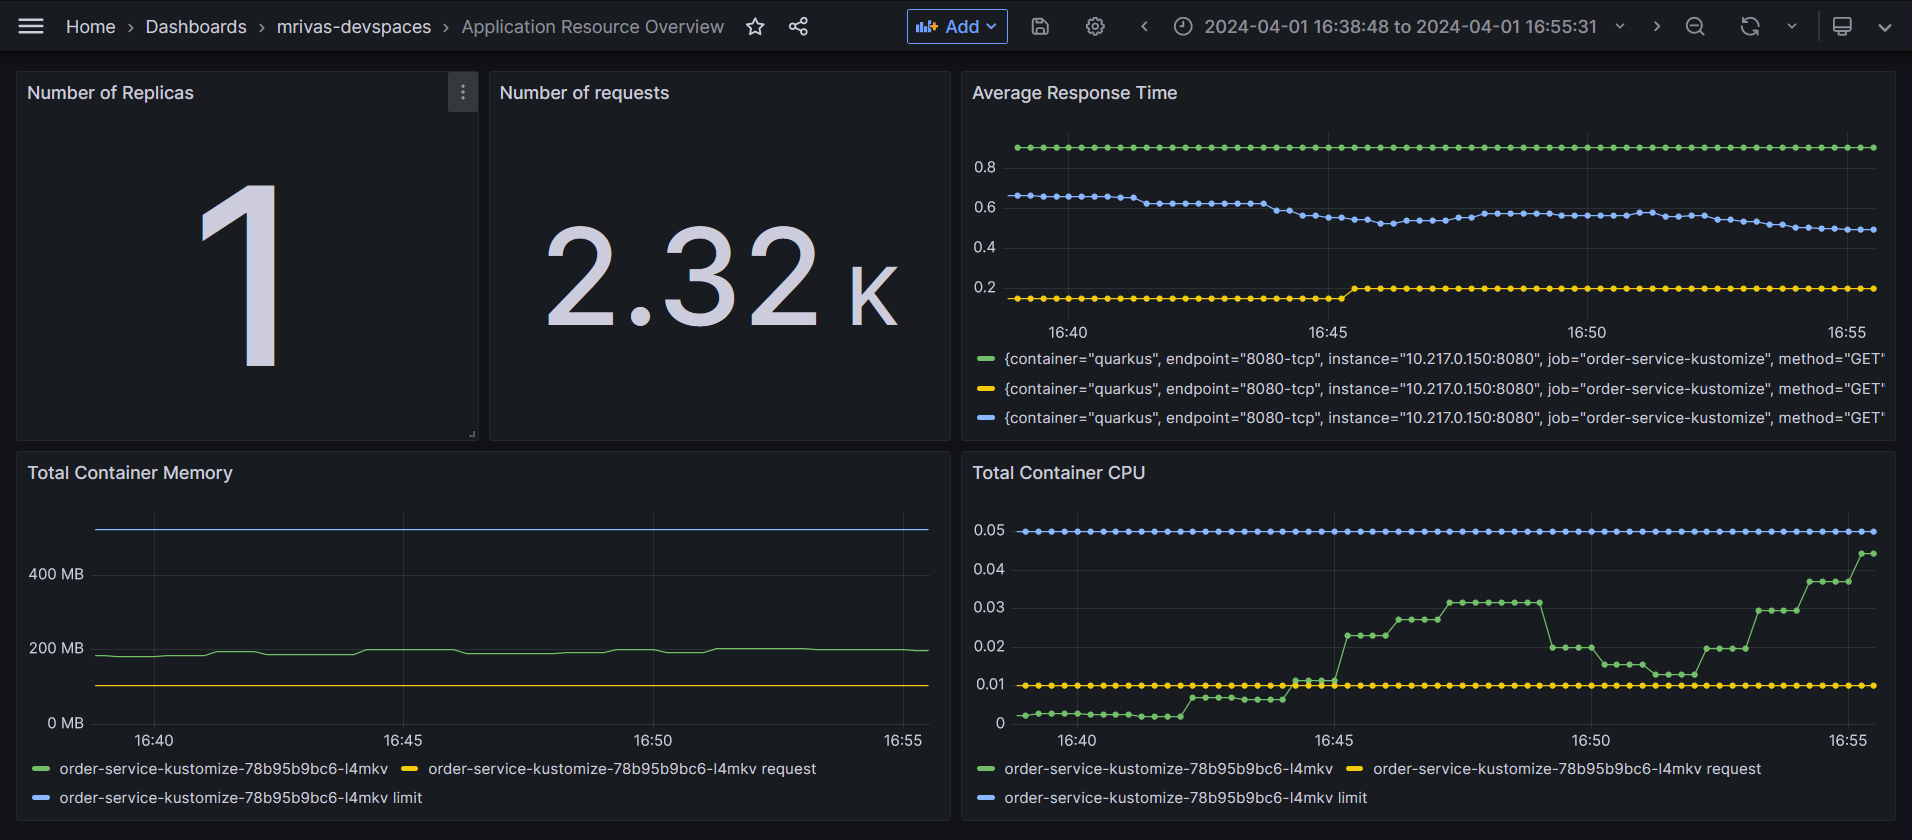 Home › Dashboards › mrivas-devspaces › Application Resource Overview Add 2024-04-01 16:38:48 to 2024-04-01 16:55:31
Number of Replicas
1
Number of requests
2.32 K
Average Response Time
0.8
0.6
0.4
0.2
16:40 16:45 16:50 16:55
{container="quarkus", endpoint="8080-tcp", instance="10.217.0.150:8080", job="order-service-kustomize", method="GET"
{container="quarkus", endpoint="8080-tcp", instance="10.217.0.150:8080", job="order-service-kustomize", method="GET"
{container="quarkus", endpoint="8080-tcp", instance="10.217.0.150:8080", job="order-service-kustomize", method="GET"
Total Container Memory
400 MB
200 MB
0 MB
16:40 16:45 16:50 16:55
order-service-kustomize-78b95b9bc6-l4mkv order-service-kustomize-78b95b9bc6-l4mkv request
order-service-kustomize-78b95b9bc6-l4mkv limit
Total Container CPU
0.05
0.04
0.03
0.02
0.01
0
16:40 16:45 16:50 16:55
order-service-kustomize-78b95b9bc6-l4mkv order-service-kustomize-78b95b9bc6-l4mkv request
order-service-kustomize-78b95b9bc6-l4mkv limit